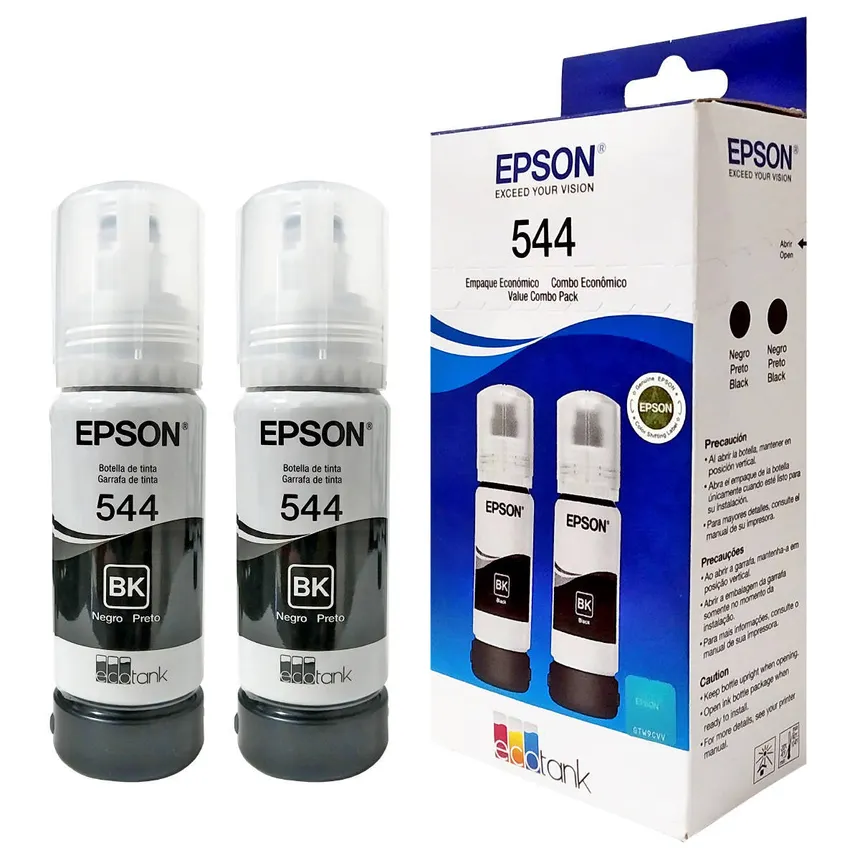 EPSON®
Botella de tinta
Garrafa de tinta
544
BK
Negro Preto
ecotank
EPSON®
Botella de tinta
Garrafa de tinta
544
BK
Negro Preto
ecotank
EPSON®
EXCEED YOUR VISION
544
Empaque Económico Combo Econômico
Value Combo Pack
Genuine EPSON
EPSON
Color Shifting Label
EPSON
BK
Black
EPSON
BK
Black
EPSON
GTW9CVV
ecotank
EPSON®
EXCEED YOUR VISION
Abrir
Open
Negro
Preto
Black
Negro
Preto
Black
Precaución
• Al abrir la botella, mantener en
posición vertical.
• Abra el empaque de la botella
únicamente cuando esté listo para
su instalación.
• Para mayores detalles, consulte el
manual de su impresora.
Precauções
• Ao abrir a garrafa, mantenha-a em
posição vertical.
• Abrir a embalagem da garrafa
somente no momento da
instalação.
• Para mais informações, consulte o
manual de sua impressora.
Caution
• Keep bottle upright when opening.
• Open ink bottle package when
ready to install.
• For more details, see your printer
manual.